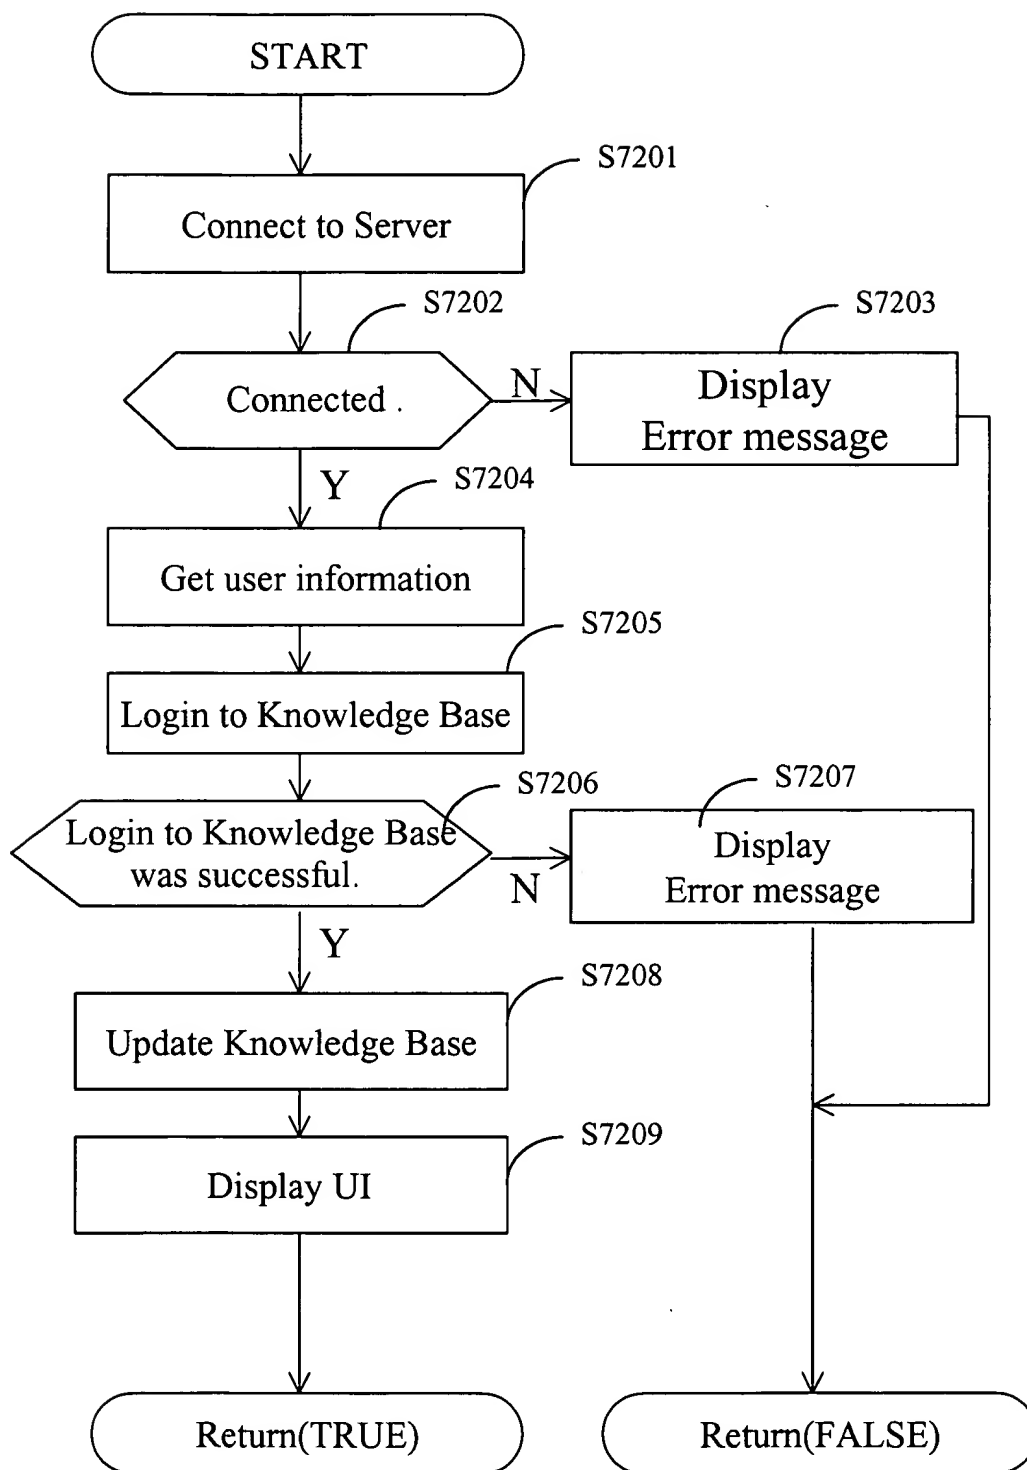 START
S7201
Connect to Server
S7202
S7203
Connected .
N
Display
Error message
Y
S7204
Get user information
S7205
Login to Knowledge Base
S7206
S7207
Login to Knowledge Base
was successful.
N
Display
Error message
Y
S7208
Update Knowledge Base
S7209
Display UI
Return(TRUE)
Return(FALSE)